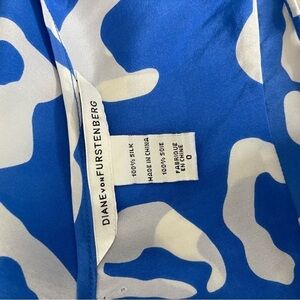 DIANE VON FURSTENBERG
100% SILK
MADE IN CHINA
100% SOIE
FABRIQUÉ
EN CHINE
0